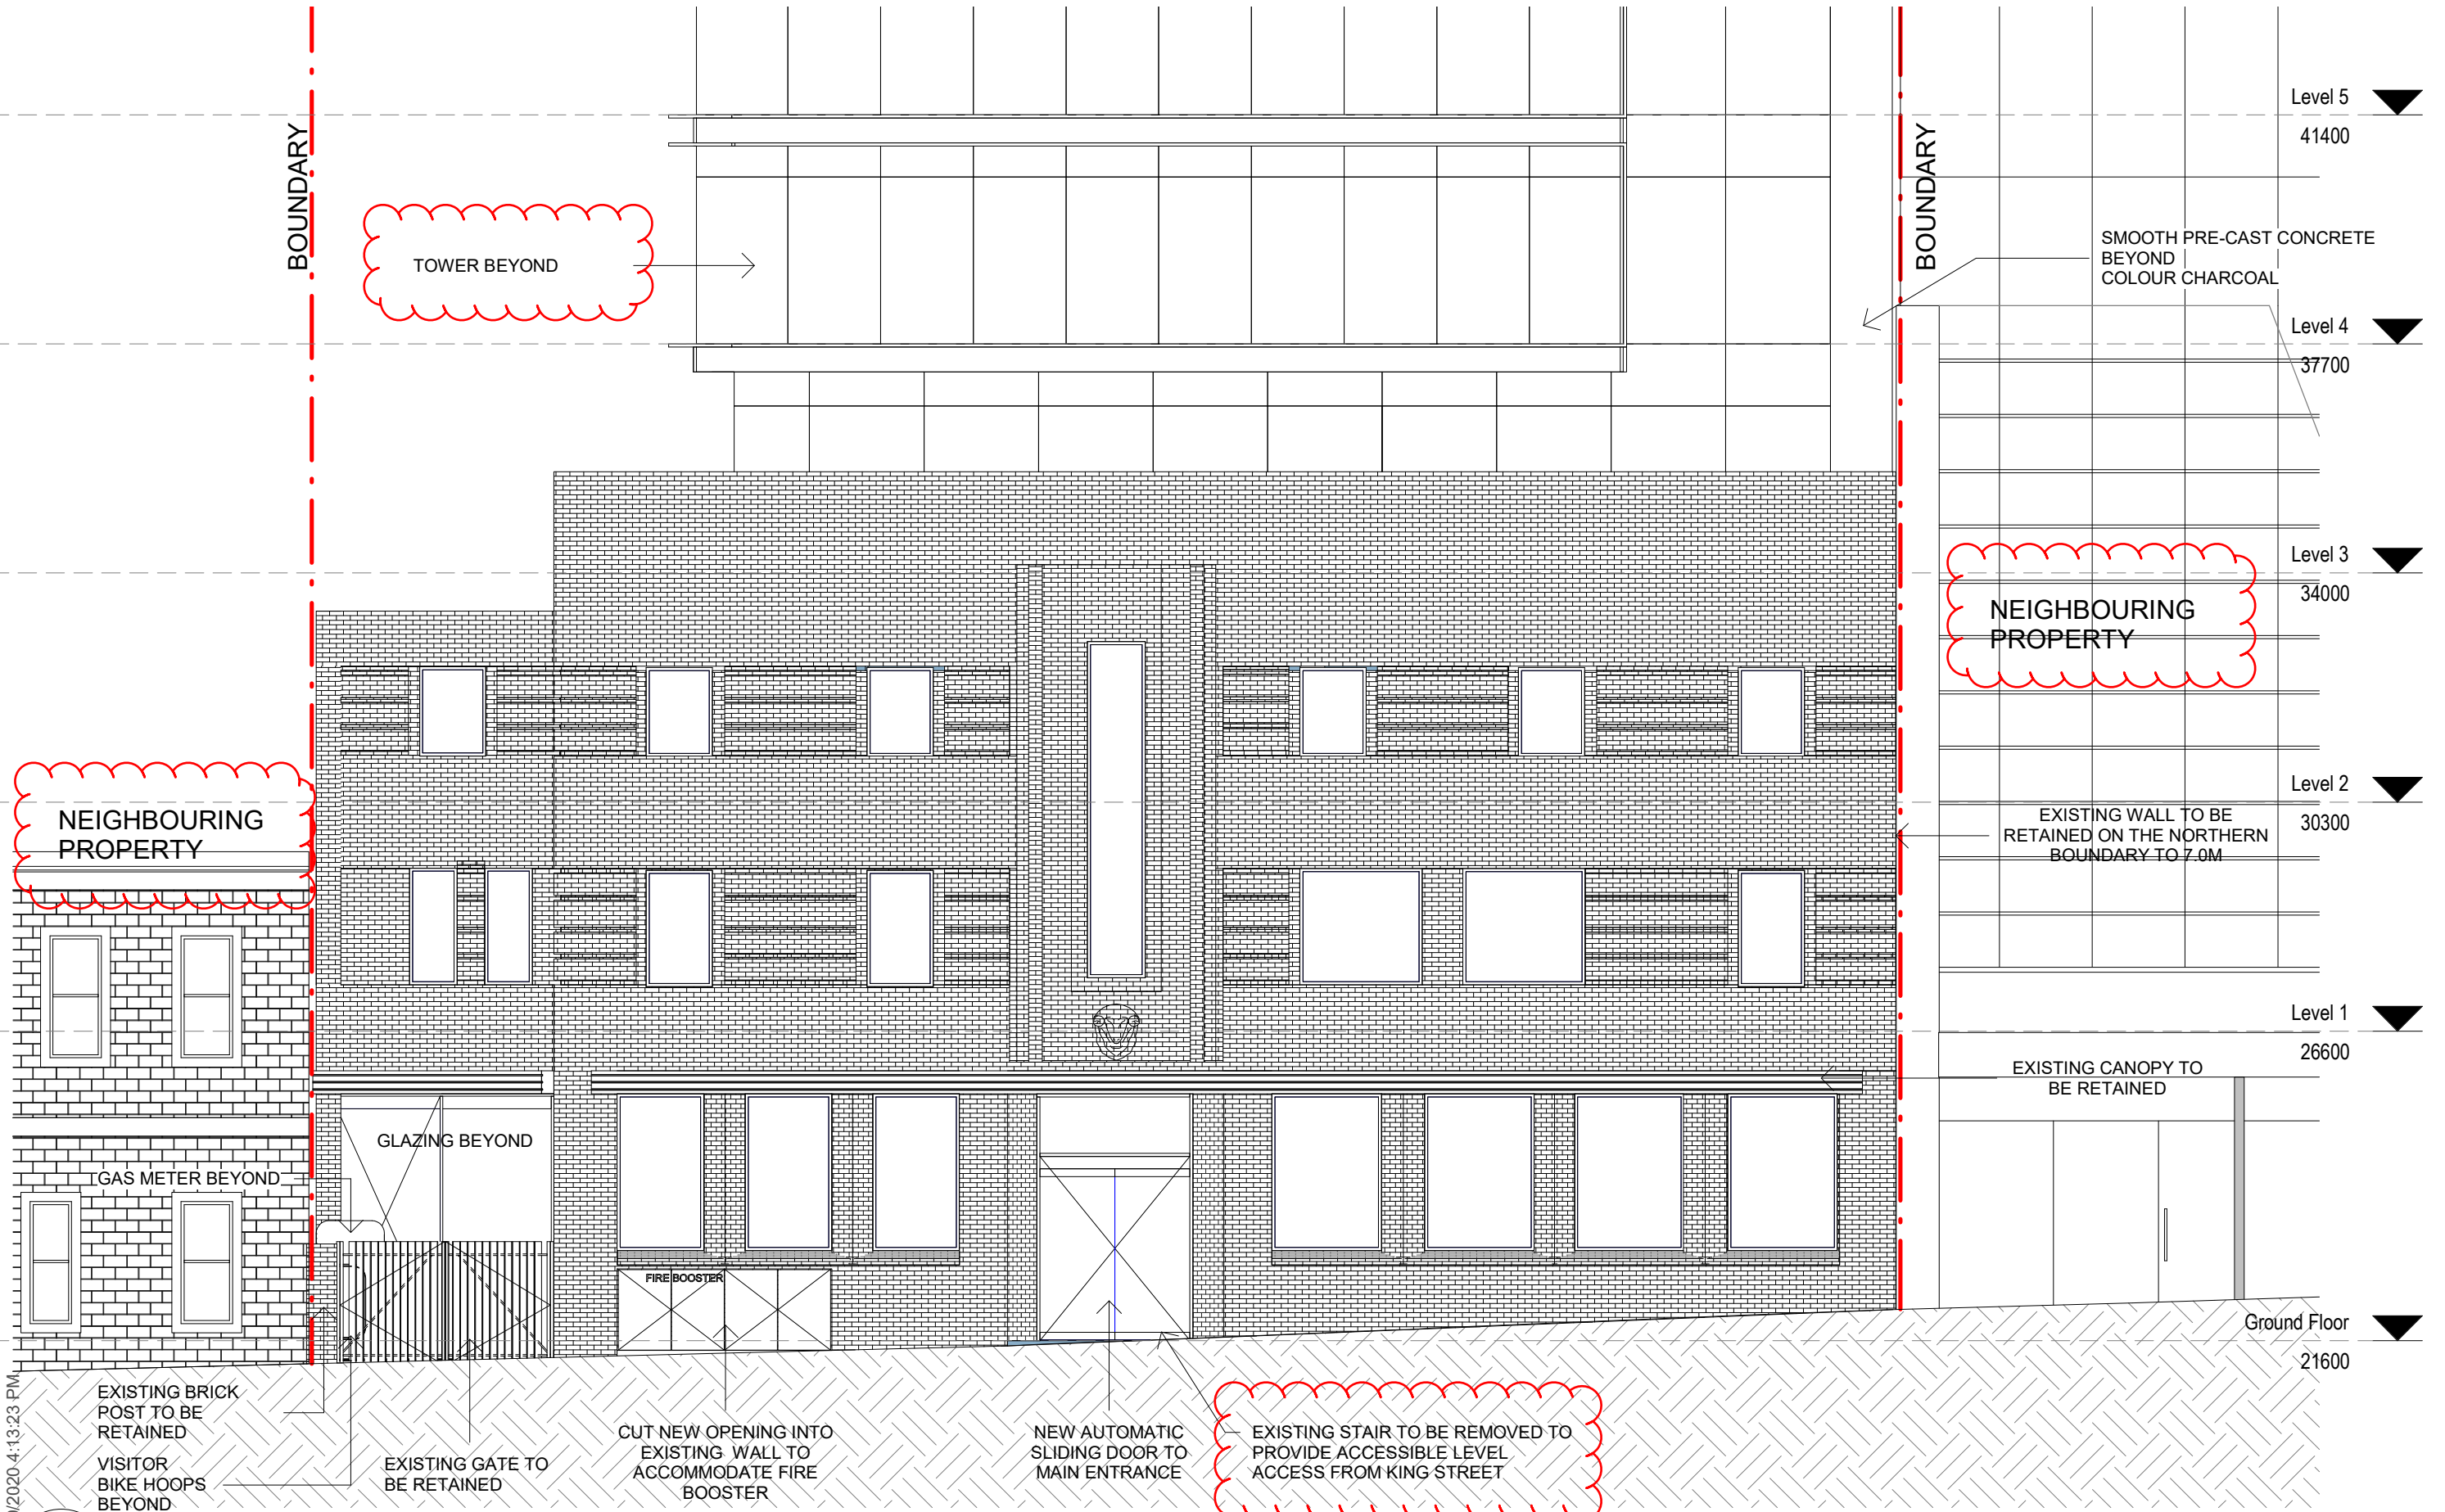 Level 5
41400
BOUNDARY
BOUNDARY
TOWER BEYOND
SMOOTH PRE-CAST CONCRETE
BEYOND
COLOUR CHARCOAL
Level 4
37700
Level 3
34000
NEIGHBOURING
PROPERTY
Level 2
30300
NEIGHBOURING
PROPERTY
EXISTING WALL TO BE
RETAINED ON THE NORTHERN
BOUNDARY TO 7.0M
Level 1
26600
EXISTING CANOPY TO
BE RETAINED
GLAZING BEYOND
GAS METER BEYOND
FIRE BOOSTER
Ground Floor
21600
EXISTING BRICK
POST TO BE
RETAINED
VISITOR
BIKE HOOPS
BEYOND
EXISTING GATE TO
BE RETAINED
CUT NEW OPENING INTO
EXISTING WALL TO
ACCOMMODATE FIRE
BOOSTER
NEW AUTOMATIC
SLIDING DOOR TO
MAIN ENTRANCE
EXISTING STAIR TO BE REMOVED TO
PROVIDE ACCESSIBLE LEVEL
ACCESS FROM KING STREET
/2020 4:13:23 PM